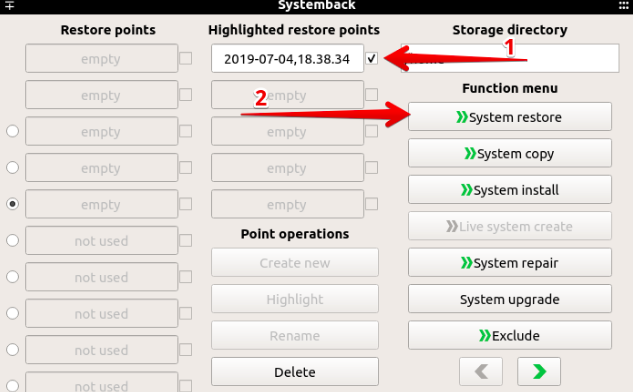 Systemback
Restore points
empty
empty
empty
empty
empty
not used
not used
not used
not used
not used
Highlighted restore points
2019-07-04,18.38.34
1
empty
2
empty
empty
empty
Point operations
Create new
Highlight
Rename
Delete
Storage directory
Function menu
System restore
System copy
System install
Live system create
System repair
System upgrade
Exclude